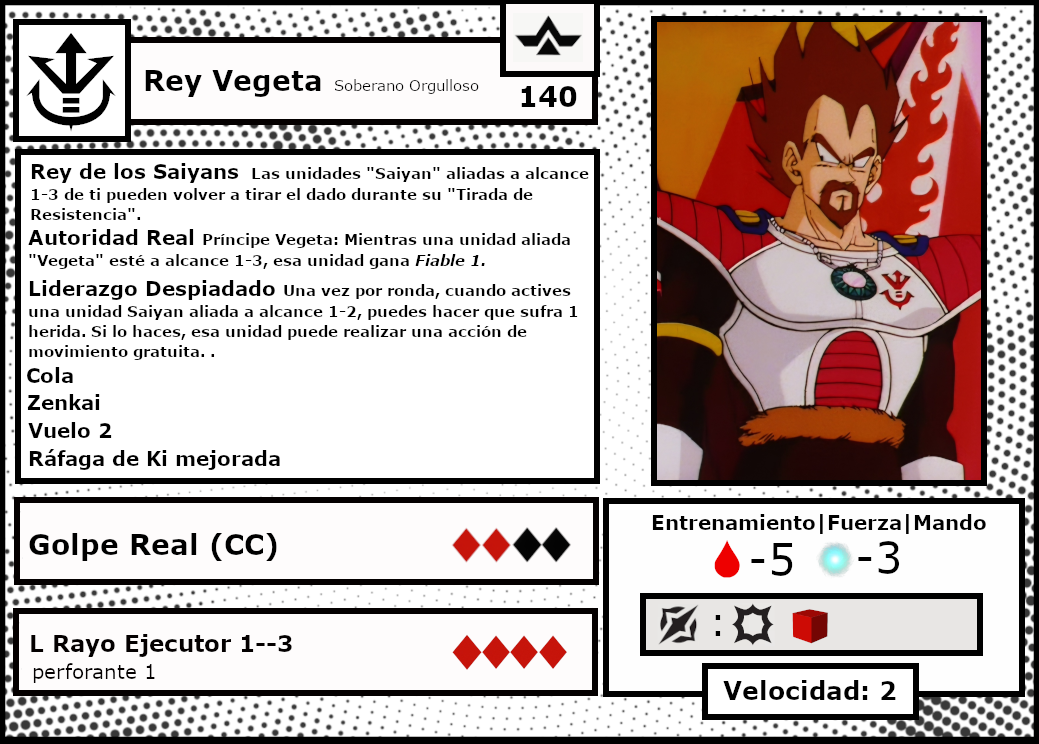 Rey Vegeta Soberano Orgulloso
140
Rey de los Saiyans Las unidades "Saiyan" aliadas a alcance
1-3 de ti pueden volver a tirar el dado durante su "Tirada de
Resistencia".
Autoridad Real Príncipe Vegeta: Mientras una unidad aliada
"Vegeta" esté a alcance 1-3, esa unidad gana Fiable 1.
Liderazgo Despiadado Una vez por ronda, cuando actives
una unidad Saiyan aliada a alcance 1-2, puedes hacer que sufra 1
herida. Si lo haces, esa unidad puede realizar una acción de
movimiento gratuita. .
Cola
Zenkai
Vuelo 2
Ráfaga de Ki mejorada
Golpe Real (CC)
L Rayo Ejecutor 1--3
perforante 1
Entrenamiento|Fuerza|Mando
-5 -3
:
Velocidad: 2